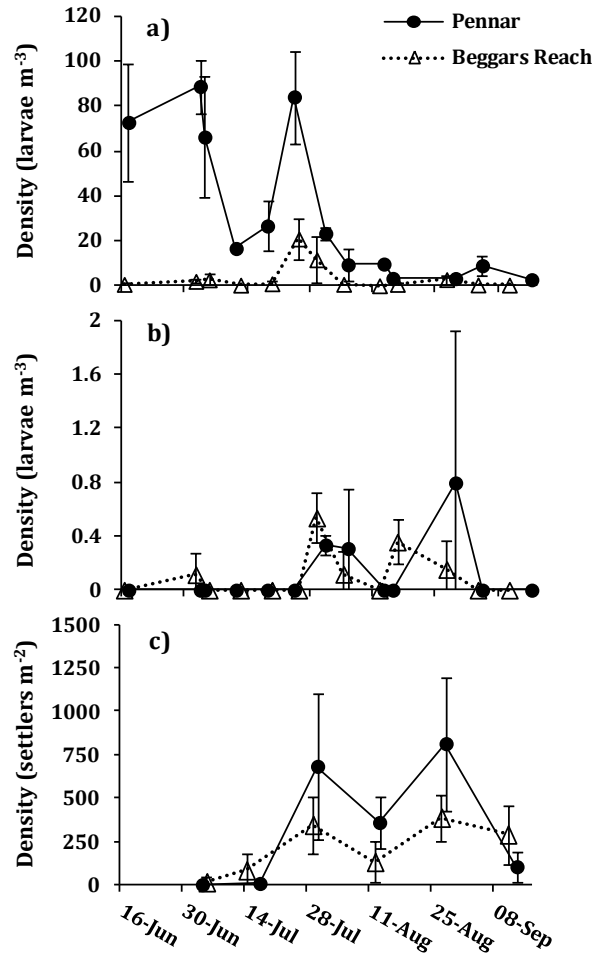 Pennar
Beggars Reach
a)
120
100
80
60
40
20
0
Density (larvae m⁻³)
b)
2
1.6
1.2
0.8
0.4
0
Density (larvae m⁻³)
c)
1500
1250
1000
750
500
250
0
Density (settlers m⁻²)
16-Jun
30-Jun
14-Jul
28-Jul
11-Aug
25-Aug
08-Sep